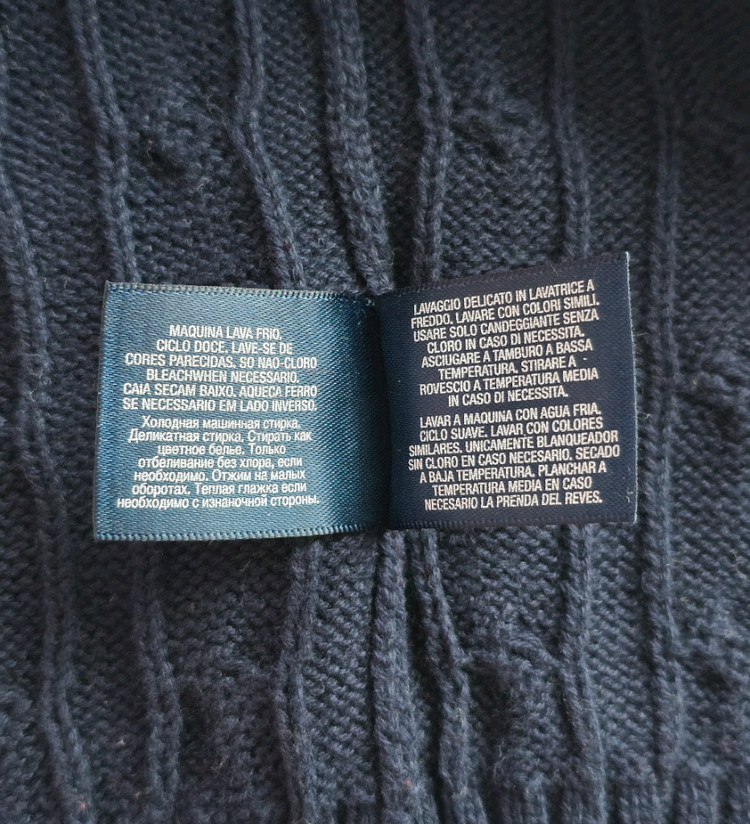 MAQUINA LAVA FRIO,
CICLO DOCE. LAVE-SE DE
CORES PARECIDAS. SO NAO-CLORO
BLEACHWHEN NECESSARIO.
CAIA SECAM BAIXO. AQUECA FERRO
SE NECESSARIO EM LADO INVERSO.
Холодная машинная стирка.
Деликатная стирка. Стирать как
цветное белье. Только
отбеливание без хлора, если
необходимо. Отжим на малых
оборотах. Теплая глажка если
необходимо с изнаночной стороны.
LAVAGGIO DELICATO IN LAVATRICE A
FREDDO. LAVARE CON COLORI SIMILI.
USARE SOLO CANDEGGIANTE SENZA
CLORO IN CASO DI NECESSITA.
ASCIUGARE A TAMBURO A BASSA
TEMPERATURA. STIRARE A
ROVESCIO A TEMPERATURA MEDIA
IN CASO DI NECESSITA.
LAVAR A MAQUINA CON AGUA FRIA.
CICLO SUAVE. LAVAR CON COLORES
SIMILARES. UNICAMENTE BLANQUEADOR
SIN CLORO EN CASO NECESARIO. SECADO
A BAJA TEMPERATURA. PLANCHAR A
TEMPERATURA MEDIA EN CASO
NECESARIO LA PRENDA DEL REVES.